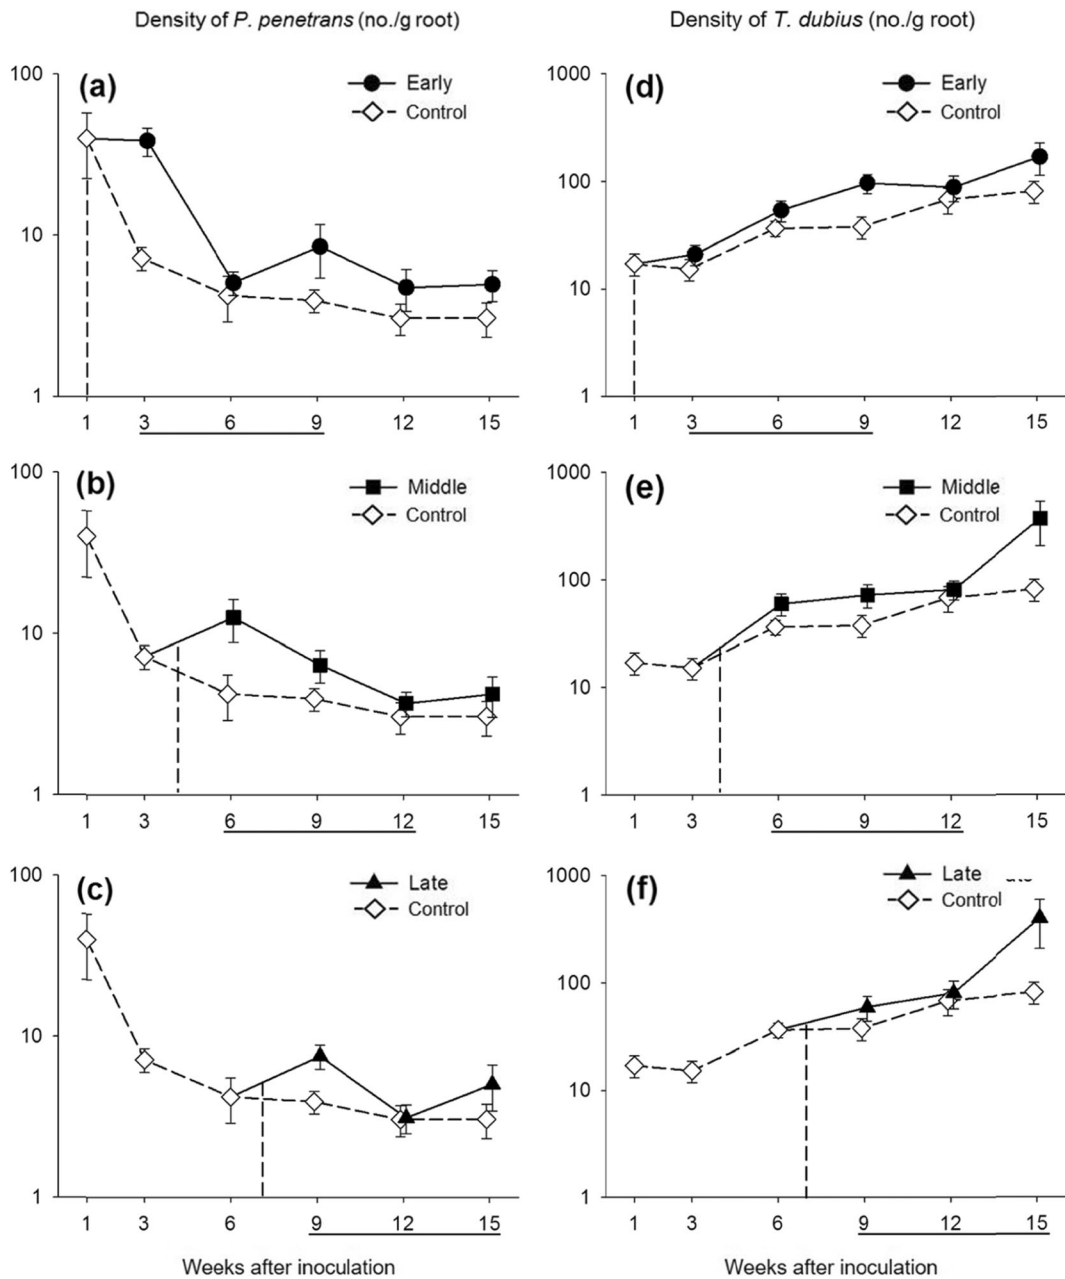 Density of P. penetrans (no./g root)
Density of T. dubius (no./g root)
(a)
Early
Control
100
10
1
1 3 6 9 12 15
(d)
Early
Control
1000
100
10
1
1 3 6 9 12 15
(b)
Middle
Control
100
10
1
1 3 6 9 12 15
(e)
Middle
Control
1000
100
10
1
1 3 6 9 12 15
(c)
Late
Control
100
10
1
1 3 6 9 12 15
Weeks after inoculation
(f)
Late
Control
1000
100
10
1
1 3 6 9 12 15
Weeks after inoculation